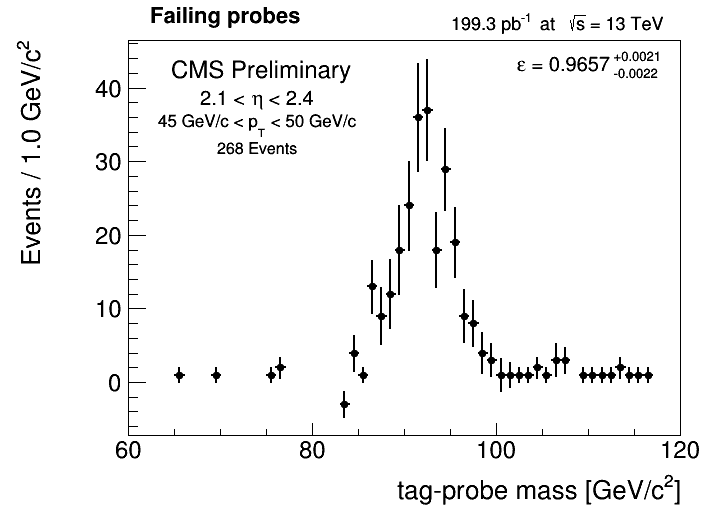 Failing probes
199.3 pb⁻¹ at √s = 13 TeV
CMS Preliminary
2.1 < η < 2.4
45 GeV/c < p_T < 50 GeV/c
268 Events
ε = 0.9657 +0.0021 -0.0022
Events / 1.0 GeV/c²
40
30
20
10
0
60 80 100 120
tag-probe mass [GeV/c²]